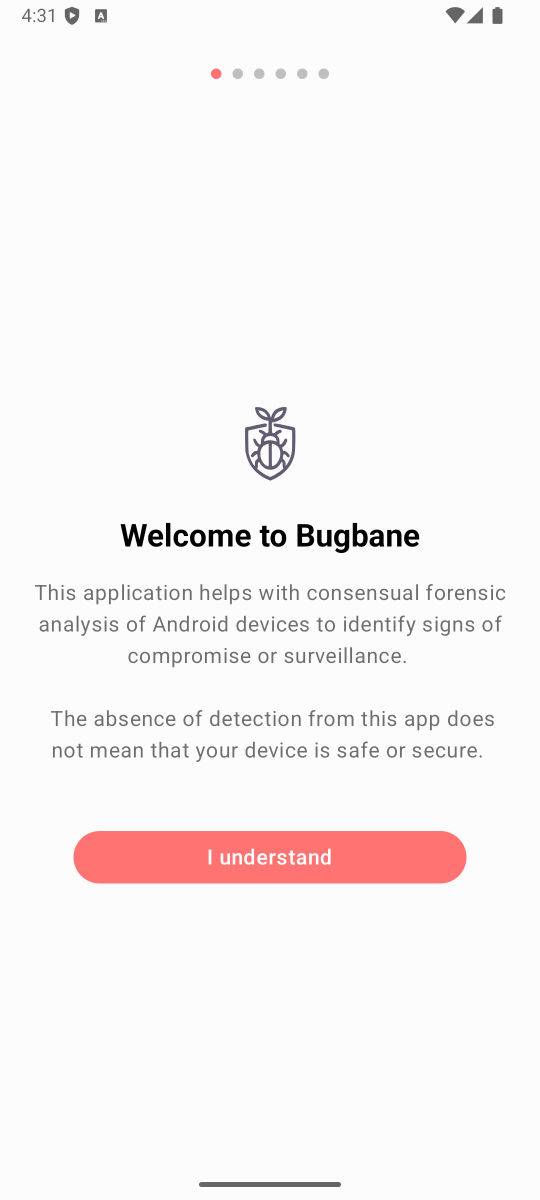 4:31
Welcome to Bugbane
This application helps with consensual forensic
analysis of Android devices to identify signs of
compromise or surveillance.
The absence of detection from this app does
not mean that your device is safe or secure.
I understand